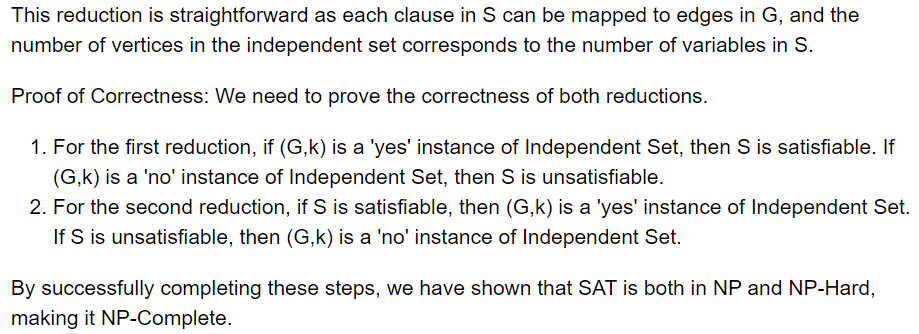 This reduction is straightforward as each clause in S can be mapped to edges in G, and the
number of vertices in the independent set corresponds to the number of variables in S.
Proof of Correctness: We need to prove the correctness of both reductions.
1. For the first reduction, if (G,k) is a 'yes' instance of Independent Set, then S is satisfiable. If
(G,k) is a 'no' instance of Independent Set, then S is unsatisfiable.
2. For the second reduction, if S is satisfiable, then (G,k) is a 'yes' instance of Independent Set.
If S is unsatisfiable, then (G,k) is a 'no' instance of Independent Set.
By successfully completing these steps, we have shown that SAT is both in NP and NP-Hard,
making it NP-Complete.